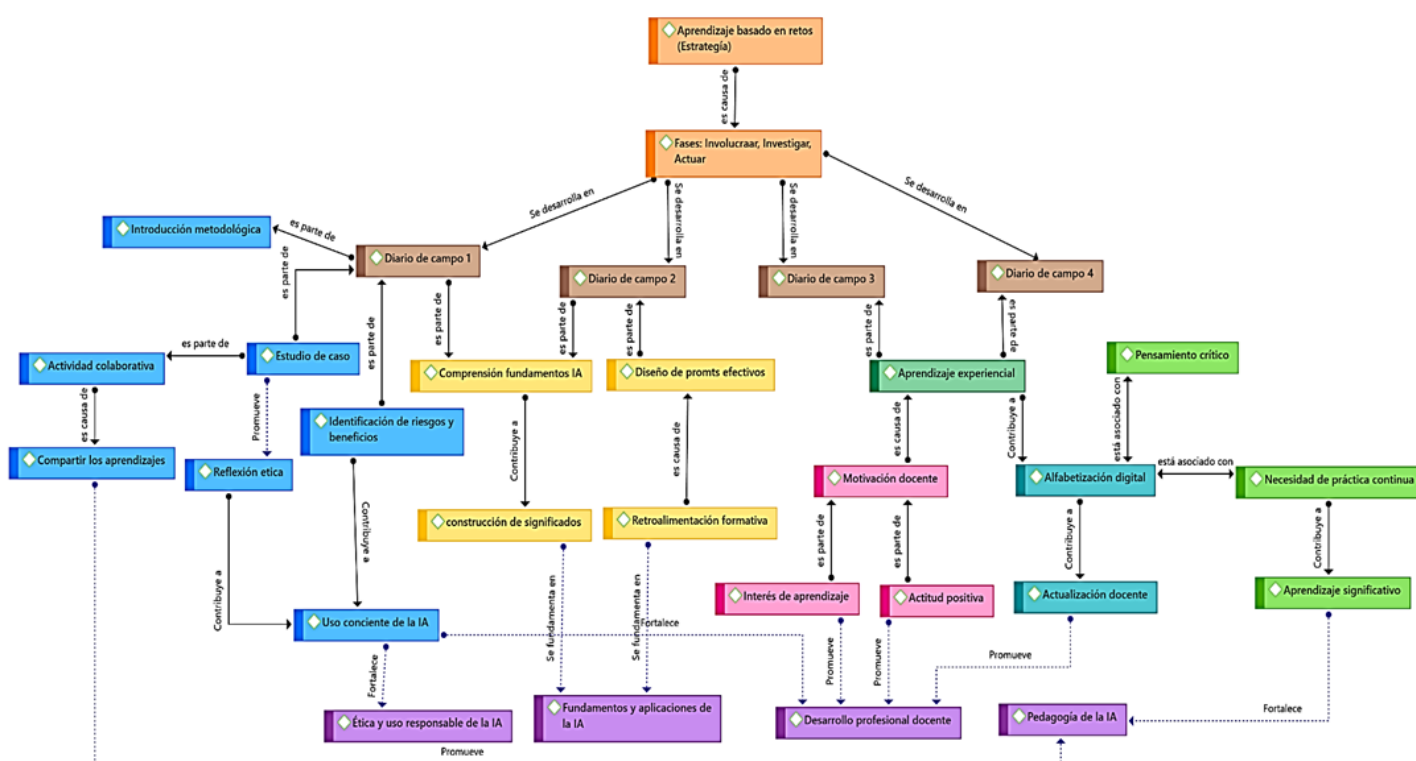 Aprendizaje basado en retos
(Estrategía)
es causa de
Fases: Involucraar, Investigar,
Actuar
Se desarrolla en
Se desarrolla en
Se desarrolla en
Se desarrolla en
Introducción metodológica
es parte de
Diario de campo 1
Diario de campo 2
Diario de campo 3
Diario de campo 4
es parte de
es parte de
es parte de
es parte de
es parte de
es parte de
es parte de
es parte de
Actividad colaborativa
Estudio de caso
Comprensión fundamentos IA
Diseño de promts efectivos
Aprendizaje experiencial
Pensamiento crítico
es causa de
Promueve
Identificación de riesgos y
beneficios
Contribuye a
es causa de
es causa de
Contribuye a
está asociado con
Compartir los aprendizajes
Reflexión etica
Motivación docente
Alfabetización digital
está asociado con
Necesidad de práctica continua
Contribuye a
Contribuye a
construcción de significados
Retroalimentación formativa
es parte de
es parte de
Contribuye a
Contribuye a
Interés de aprendizaje
Actitud positiva
Actualización docente
Aprendizaje significativo
Uso conciente de la IA
Fortalece
Se fundamenta en
Se fundamenta en
Fortalece
Promueve
Promueve
Promueve
Fortalece
Ética y uso responsable de la IA
Fundamentos y aplicaciones de
la IA
Desarrollo profesional docente
Pedagogía de la IA
Promueve